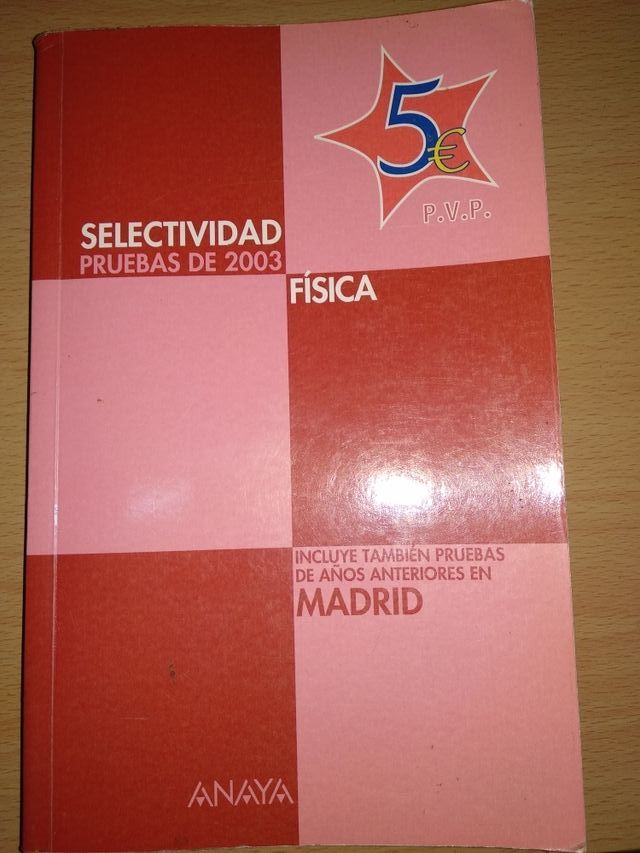 5€
P.V.P.
SELECTIVIDAD
PRUEBAS DE 2003
FÍSICA
INCLUYE TAMBIÉN PRUEBAS
DE AÑOS ANTERIORES EN
MADRID
ANAYA